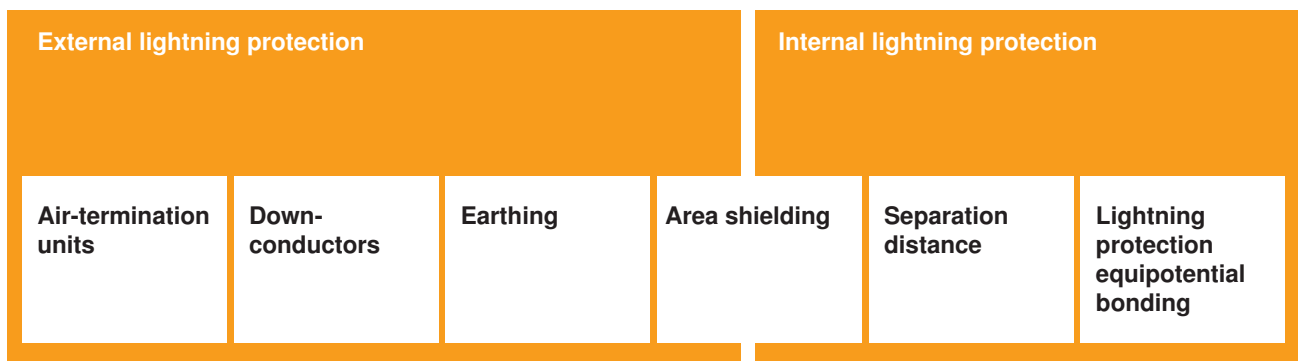 External lightning protection
Internal lightning protection
Air-termination
units
Down-
conductors
Earthing
Area shielding
Separation
distance
Lightning
protection
equipotential
bonding